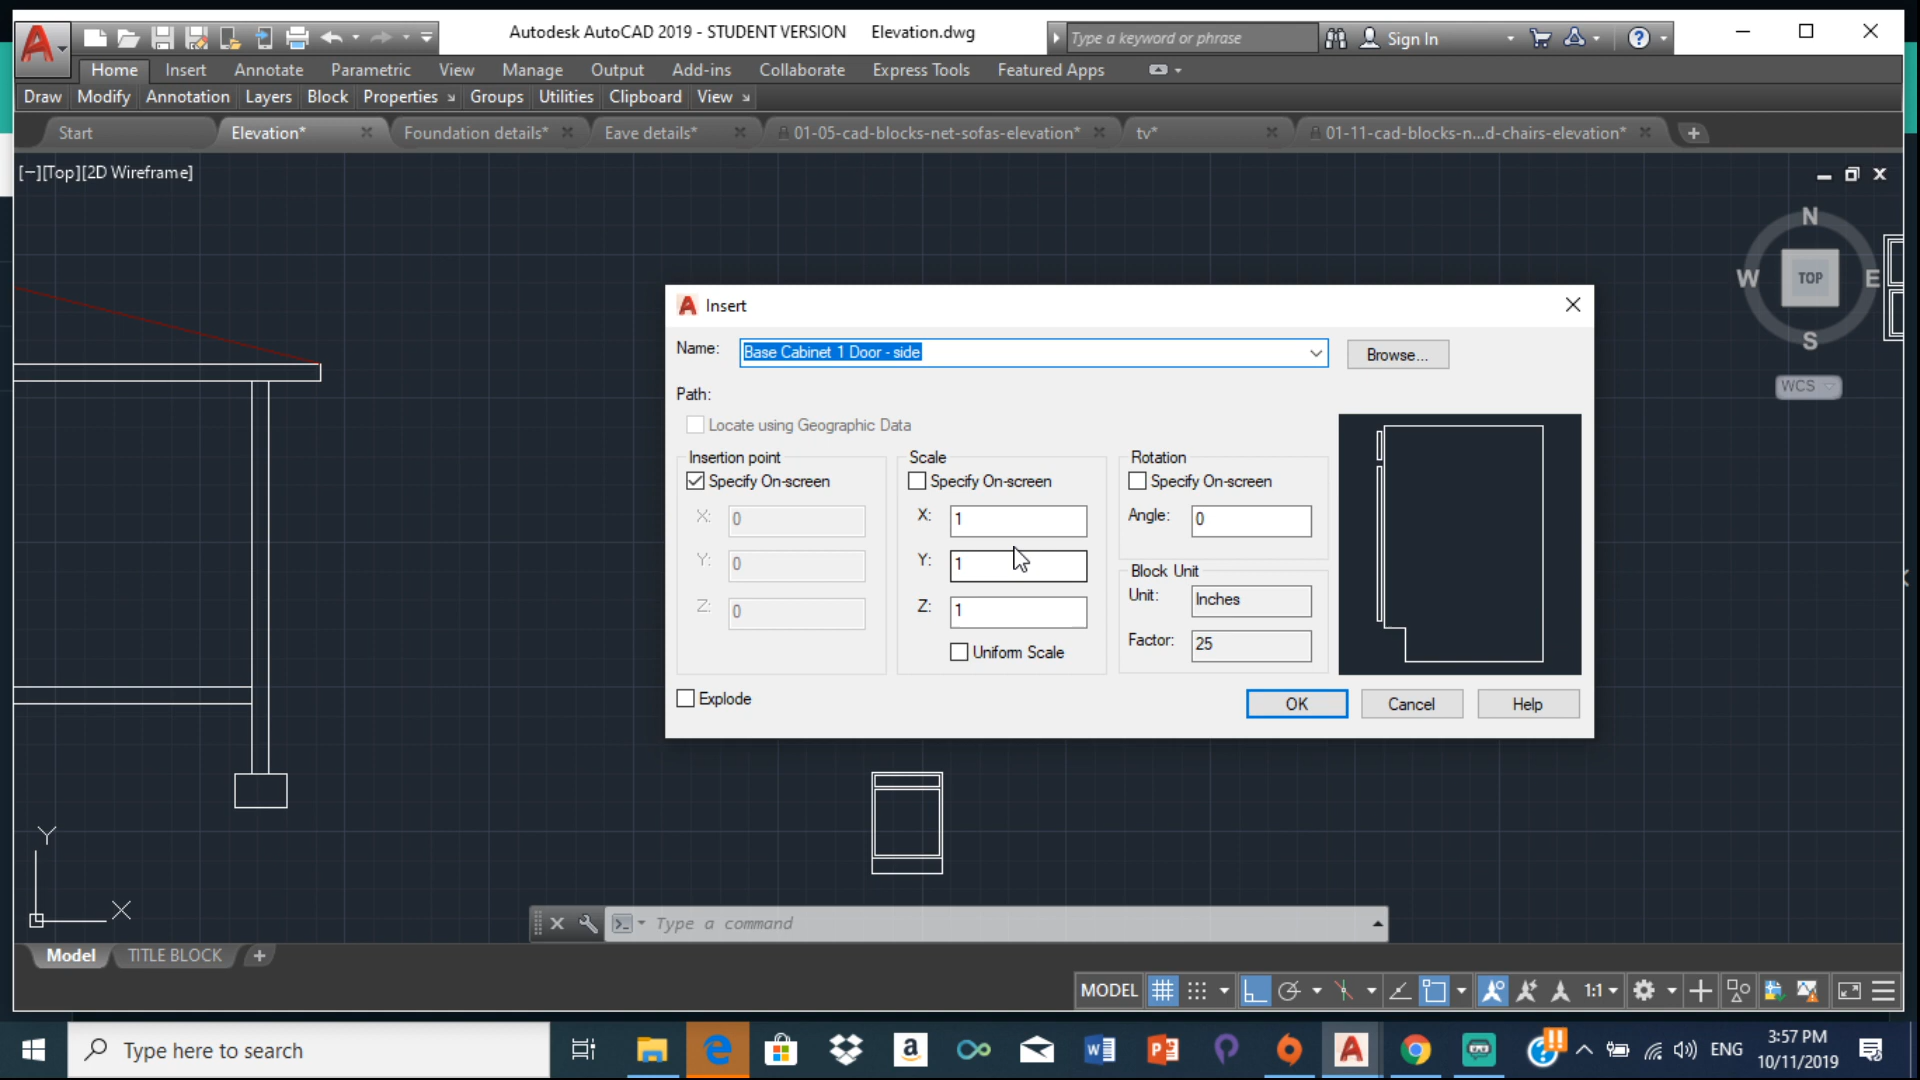 Autodesk AutoCAD 2019 - STUDENT VERSION Elevation.dwg
Type a keyword or phrase
Sign In
Home Insert Annotate Parametric View Manage Output Add-ins Collaborate Express Tools Featured Apps
Draw Modify Annotation Layers Block Properties Groups Utilities Clipboard View
Start Elevation* Foundation details* Eave details* 01-05-cad-blocks-net-sofas-elevation* tv* 01-11-cad-blocks-n...d-chairs-elevation*
[−][Top][2D Wireframe]
N
W TOP E
S
WCS
Insert
Name: Base Cabinet 1 Door - side Browse...
Path:
Locate using Geographic Data
Insertion point Scale Rotation
Specify On-screen Specify On-screen Specify On-screen
X: 0 X: 1 Angle: 0
Y: 0 Y: 1
Block Unit
Unit: Inches
Z: 0 Z: 1
Factor: 25
Uniform Scale
Explode
OK Cancel Help
Y
X
Type a command
Model TITLE BLOCK
MODEL 1:1
Type here to search
ENG
3:57 PM
10/11/2019